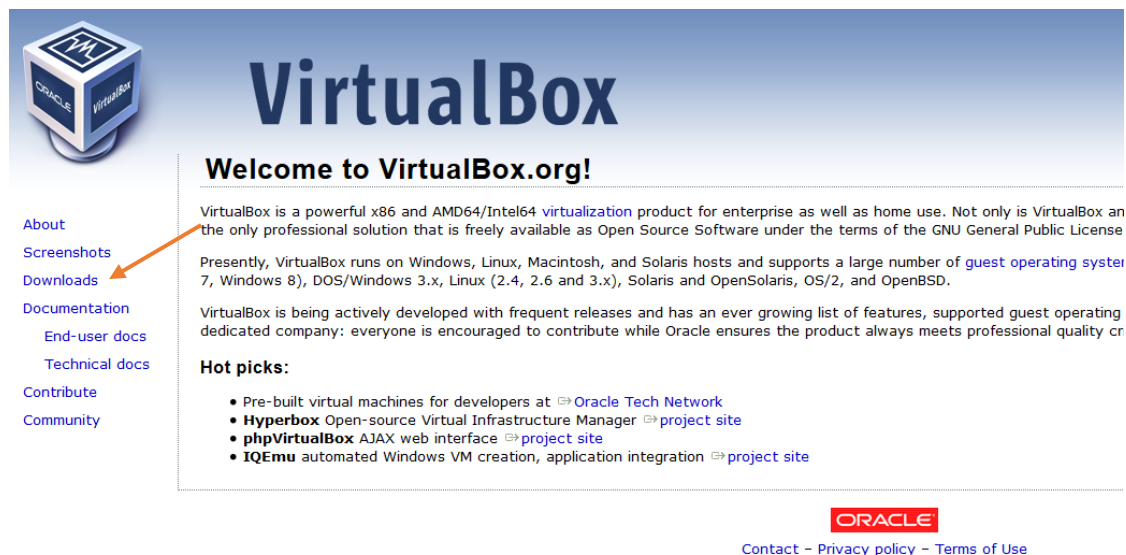 ORACLE
VirtualBox
VirtualBox
Welcome to VirtualBox.org!
About
Screenshots
Downloads
Documentation
End-user docs
Technical docs
Contribute
Community
VirtualBox is a powerful x86 and AMD64/Intel64 virtualization product for enterprise as well as home use. Not only is VirtualBox an
the only professional solution that is freely available as Open Source Software under the terms of the GNU General Public License
Presently, VirtualBox runs on Windows, Linux, Macintosh, and Solaris hosts and supports a large number of guest operating system
7, Windows 8), DOS/Windows 3.x, Linux (2.4, 2.6 and 3.x), Solaris and OpenSolaris, OS/2, and OpenBSD.
VirtualBox is being actively developed with frequent releases and has an ever growing list of features, supported guest operating
dedicated company: everyone is encouraged to contribute while Oracle ensures the product always meets professional quality cri
Hot picks:
• Pre-built virtual machines for developers at Oracle Tech Network
• Hyperbox Open-source Virtual Infrastructure Manager project site
• phpVirtualBox AJAX web interface project site
• IQEmu automated Windows VM creation, application integration project site
ORACLE
Contact – Privacy policy – Terms of Use